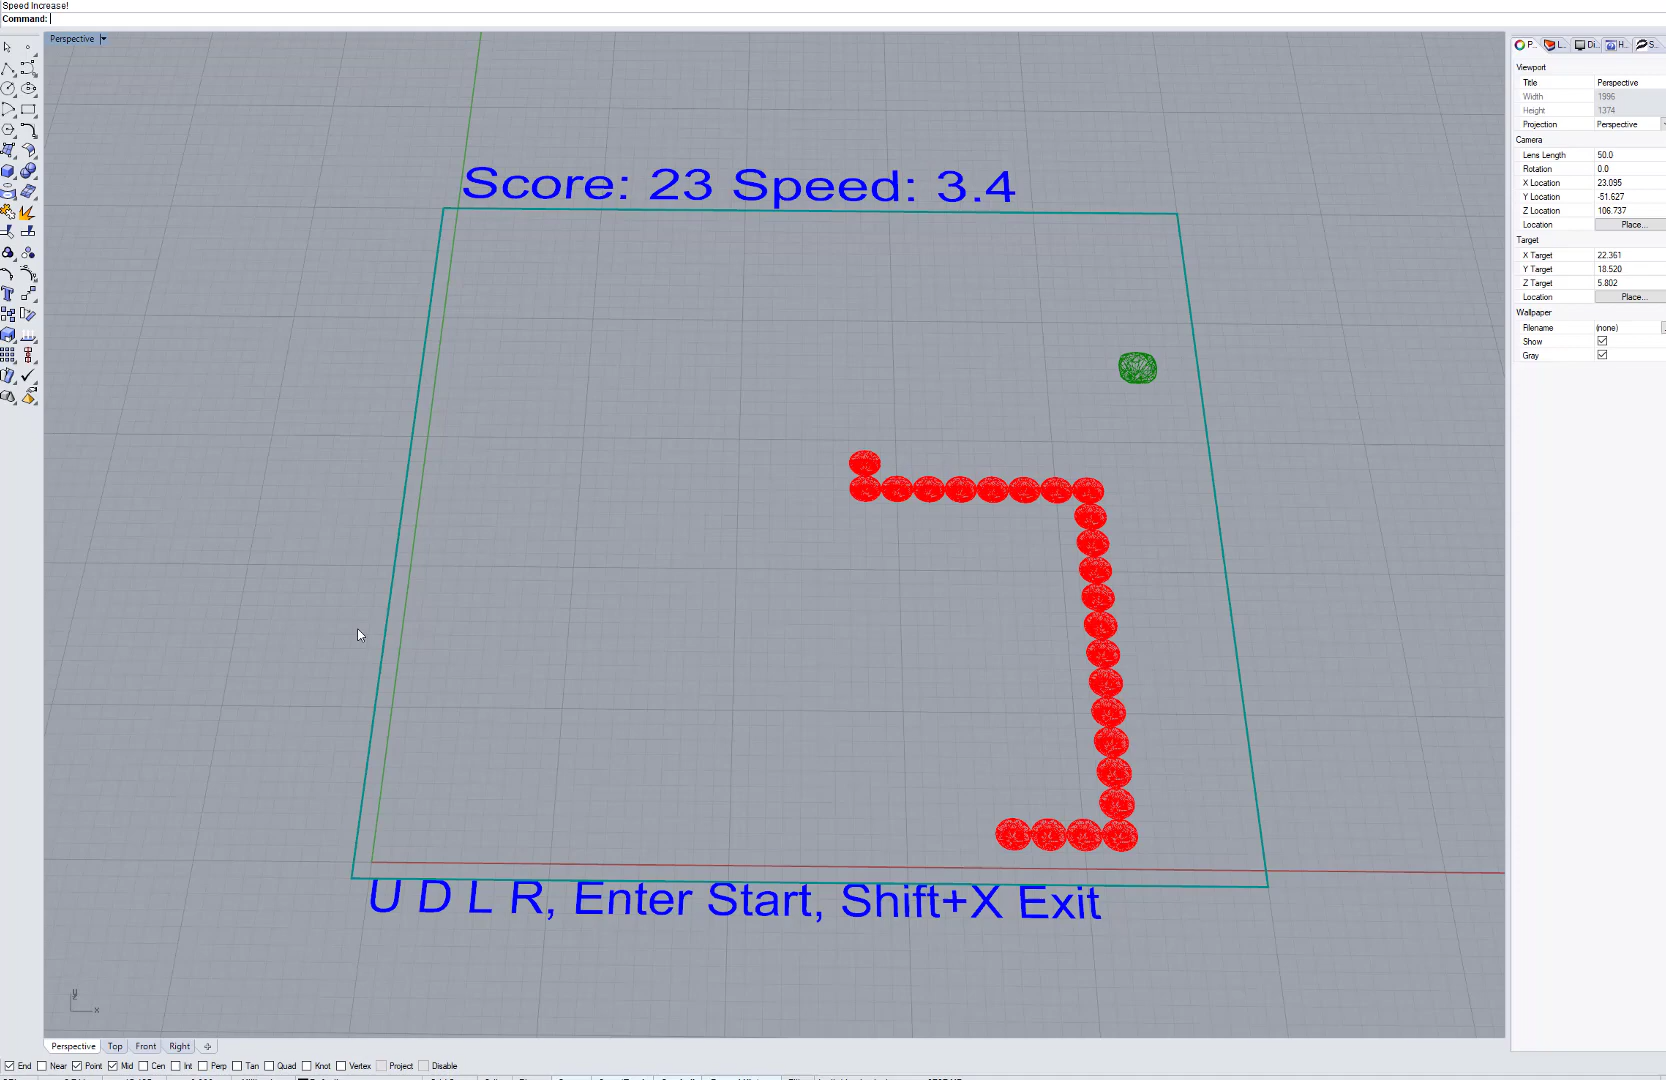 Speed Increase!
Command:
Perspective
P... L... Di... H... S...
Viewport
Title Perspective
Width 1996
Height 1374
Projection Perspective
Camera
Lens Length 50.0
Rotation 0.0
X Location 23.095
Y Location -51.627
Z Location 106.737
Location Place...
Target
X Target 22.361
Y Target 18.520
Z Target 5.802
Location Place...
Wallpaper
Filename (none)
Show
Gray
Score: 23 Speed: 3.4
U D L R, Enter Start, Shift+X Exit
x
Perspective Top Front Right
End Near Point Mid Cen Int Perp Tan Quad Knot Vertex Project Disable